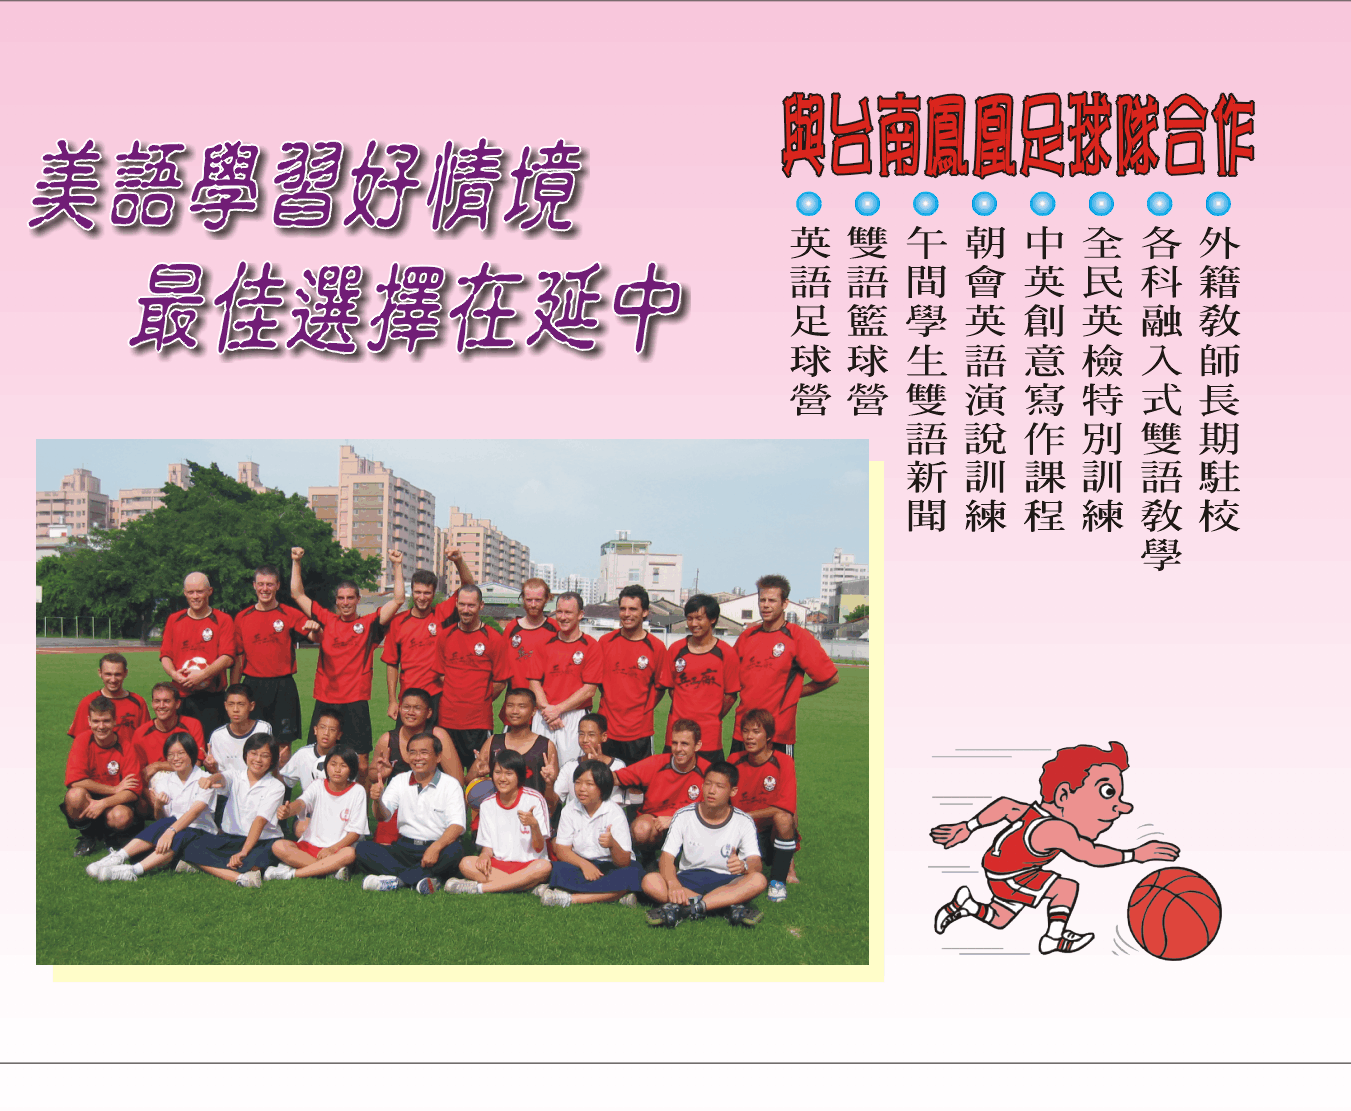 美語學習好情境
最佳選擇在延中
與台南鳳凰足球隊合作
外籍教師長期駐校
各科融入式雙語教學
全民英檢特別訓練
中英創意寫作課程
朝會英語演說訓練
午間學生雙語新聞
雙語籃球營
英語足球營